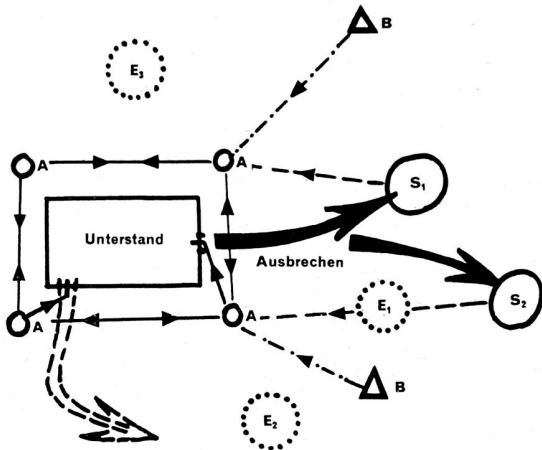 B
E₃
A
A
S₁
Unterstand
Ausbrechen
S₂
E₁
A
A
B
E₂